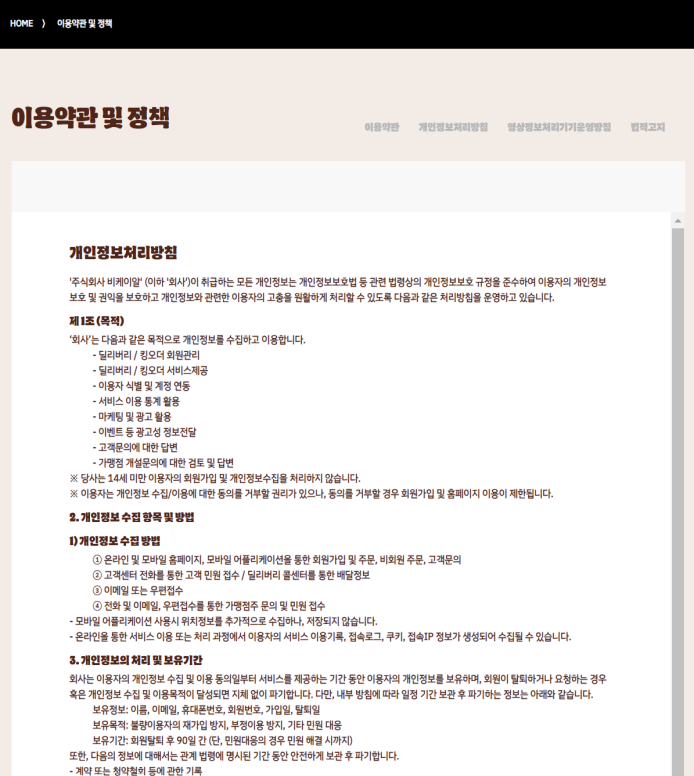 HOME 〉 이용약관 및 정책
이용약관 및 정책
이용약관 개인정보처리방침 영상정보처리기기운영방침 법적고지
개인정보처리방침
'주식회사 비케이알' (이하 '회사')이 취급하는 모든 개인정보는 개인정보보호법 등 관련 법령상의 개인정보보호 규정을 준수하여 이용자의 개인정보
보호 및 권익을 보호하고 개인정보와 관련한 이용자의 고충을 원활하게 처리할 수 있도록 다음과 같은 처리방침을 운영하고 있습니다.
제 1조 (목적)
'회사'는 다음과 같은 목적으로 개인정보를 수집하고 이용합니다.
- 딜리버리 / 킹오더 회원관리
- 딜리버리 / 킹오더 서비스제공
- 이용자 식별 및 계정 연동
- 서비스 이용 통계 활용
- 마케팅 및 광고 활용
- 이벤트 등 광고성 정보전달
- 고객문의에 대한 답변
- 가맹점 개설문의에 대한 검토 및 답변
※ 당사는 14세 미만 이용자의 회원가입 및 개인정보수집을 처리하지 않습니다.
※ 이용자는 개인정보 수집/이용에 대한 동의를 거부할 권리가 있으나, 동의를 거부할 경우 회원가입 및 홈페이지 이용이 제한됩니다.
2. 개인정보 수집 항목 및 방법
1) 개인정보 수집 방법
① 온라인 및 모바일 홈페이지, 모바일 어플리케이션을 통한 회원가입 및 주문, 비회원 주문, 고객문의
② 고객센터 전화를 통한 고객 민원 접수 / 딜리버리 콜센터를 통한 배달정보
③ 이메일 또는 우편접수
④ 전화 및 이메일, 우편접수를 통한 가맹점주 문의 및 민원 접수
- 모바일 어플리케이션 사용시 위치정보를 추가적으로 수집하나, 저장되지 않습니다.
- 온라인을 통한 서비스 이용 또는 처리 과정에서 이용자의 서비스 이용기록, 접속로그, 쿠키, 접속IP 정보가 생성되어 수집될 수 있습니다.
3. 개인정보의 처리 및 보유기간
회사는 이용자의 개인정보 수집 및 이용 동의일부터 서비스를 제공하는 기간 동안 이용자의 개인정보를 보유하며, 회원이 탈퇴하거나 요청하는 경우
혹은 개인정보 수집 및 이용목적이 달성되면 지체 없이 파기합니다. 다만, 내부 방침에 따라 일정 기간 보관 후 파기하는 정보는 아래와 같습니다.
보유정보: 이름, 이메일, 휴대폰번호, 회원번호, 가입일, 탈퇴일
보유목적: 불량이용자의 재가입 방지, 부정이용 방지, 기타 민원 대응
보유기간: 회원탈퇴 후 90일 간 (단, 민원대응의 경우 민원 해결 시까지)
또한, 다음의 정보에 대해서는 관계 법령에 명시된 기간 동안 안전하게 보관 후 파기합니다.
- 계약 또는 청약철회 등에 관한 기록